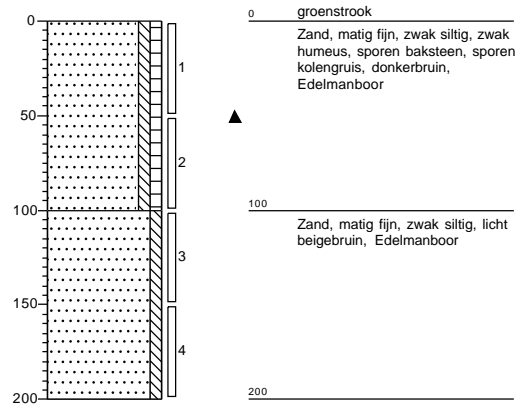 0
50
100
150
200
1
2
3
4
0
groenstrook
Zand, matig fijn, zwak siltig, zwak
humeus, sporen baksteen, sporen
kolengruis, donkerbruin,
Edelmanboor
100
Zand, matig fijn, zwak siltig, licht
beigebruin, Edelmanboor
200